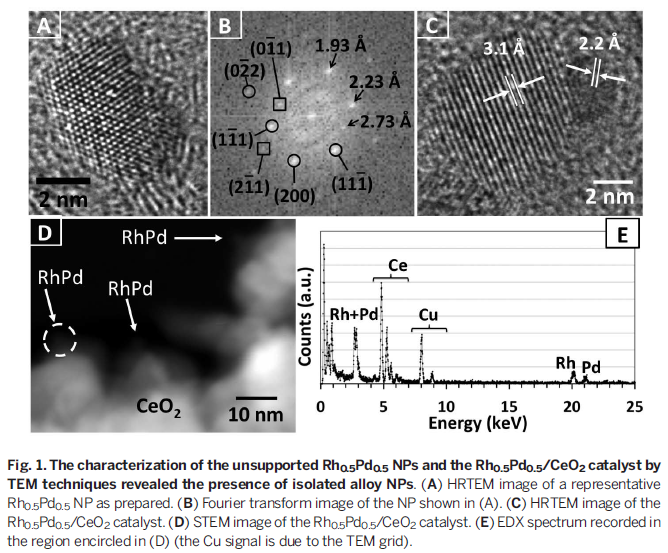 A
2 nm
B
(01̄1)
1.93 Å
(02̄2)
2.23 Å
2.73 Å
(11̄1)
(21̄1)
(200)
(111̄)
C
3.1 Å
2.2 Å
2 nm
D
RhPd
RhPd
RhPd
CeO₂
10 nm
E
Counts (a.u.)
Ce
Rh+Pd
Cu
Rh
Pd
0 5 10 15 20 25
Energy (keV)
Fig. 1. The characterization of the unsupported Rh₀.₅Pd₀.₅ NPs and the Rh₀.₅Pd₀.₅/CeO₂ catalyst by
TEM techniques revealed the presence of isolated alloy NPs. (A) HRTEM image of a representative
Rh₀.₅Pd₀.₅ NP as prepared. (B) Fourier transform image of the NP shown in (A). (C) HRTEM image of the
Rh₀.₅Pd₀.₅/CeO₂ catalyst. (D) STEM image of the Rh₀.₅Pd₀.₅/CeO₂ catalyst. (E) EDX spectrum recorded in
the region encircled in (D) (the Cu signal is due to the TEM grid).